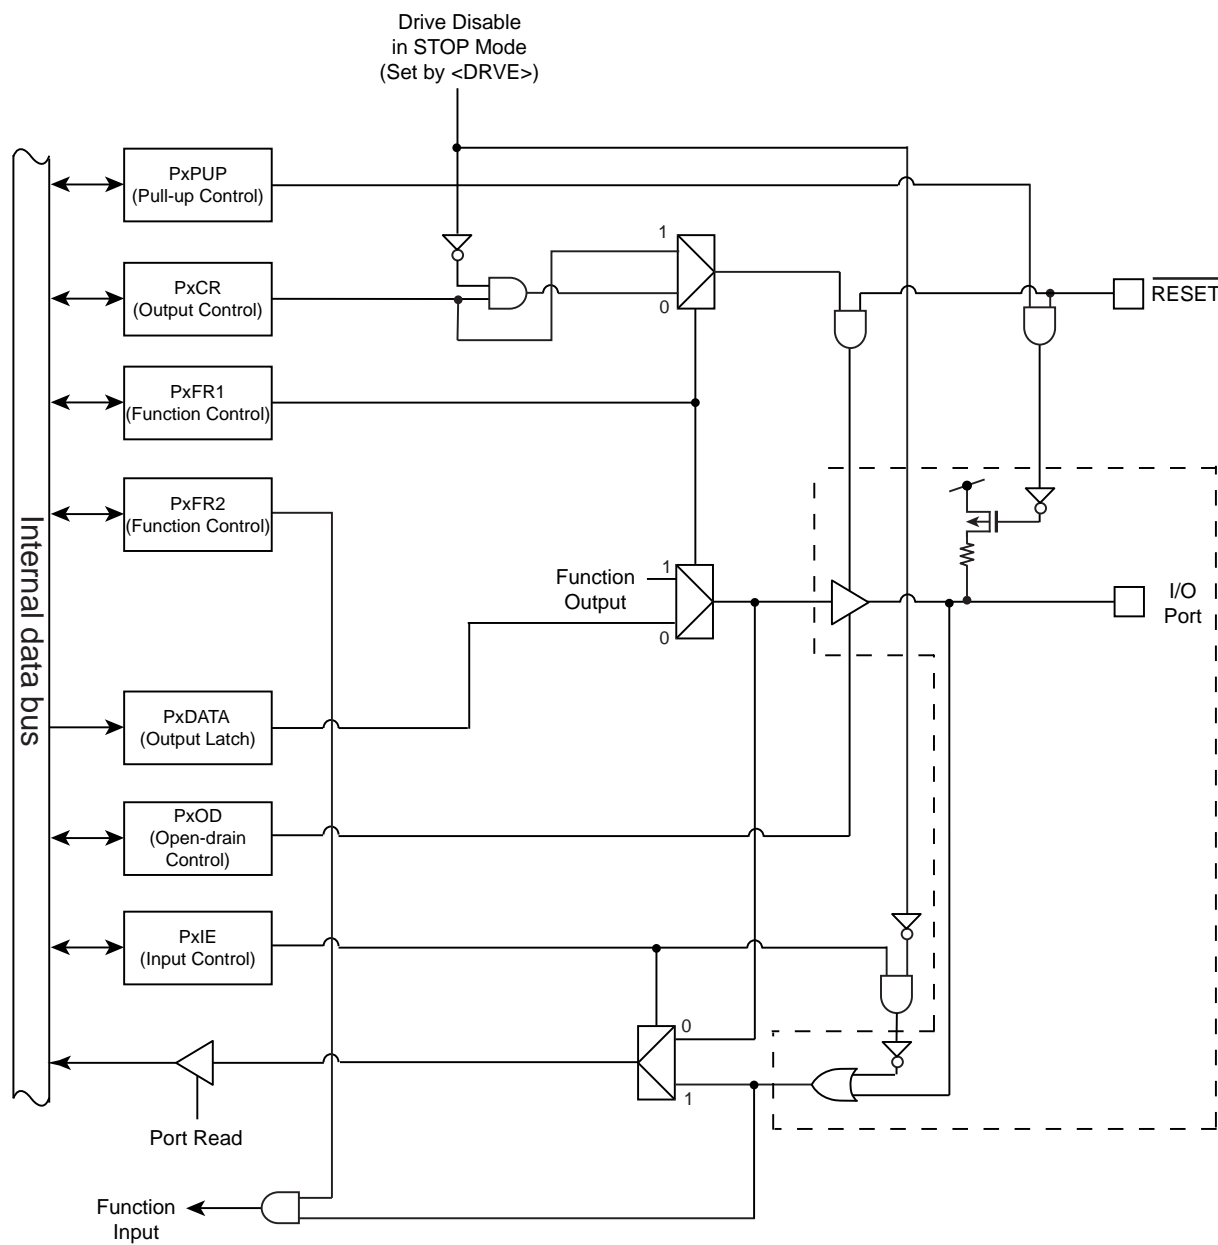 Drive Disable
in STOP Mode
(Set by <DRVE>)
PxPUP
(Pull-up Control)
1
PxCR
(Output Control)
0
RESET
PxFR1
(Function Control)
PxFR2
(Function Control)
Internal data bus
1
Function
Output
0
I/O
Port
PxDATA
(Output Latch)
PxOD
(Open-drain
Control)
PxIE
(Input Control)
0
1
Port Read
Function
Input